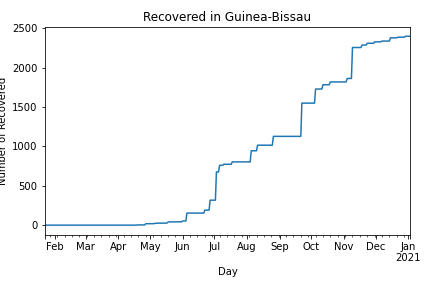 Recovered in Guinea-Bissau
Number of Recovered
2500
2000
1500
1000
500
0
Feb Mar Apr May Jun Jul Aug Sep Oct Nov Dec Jan
2021
Day